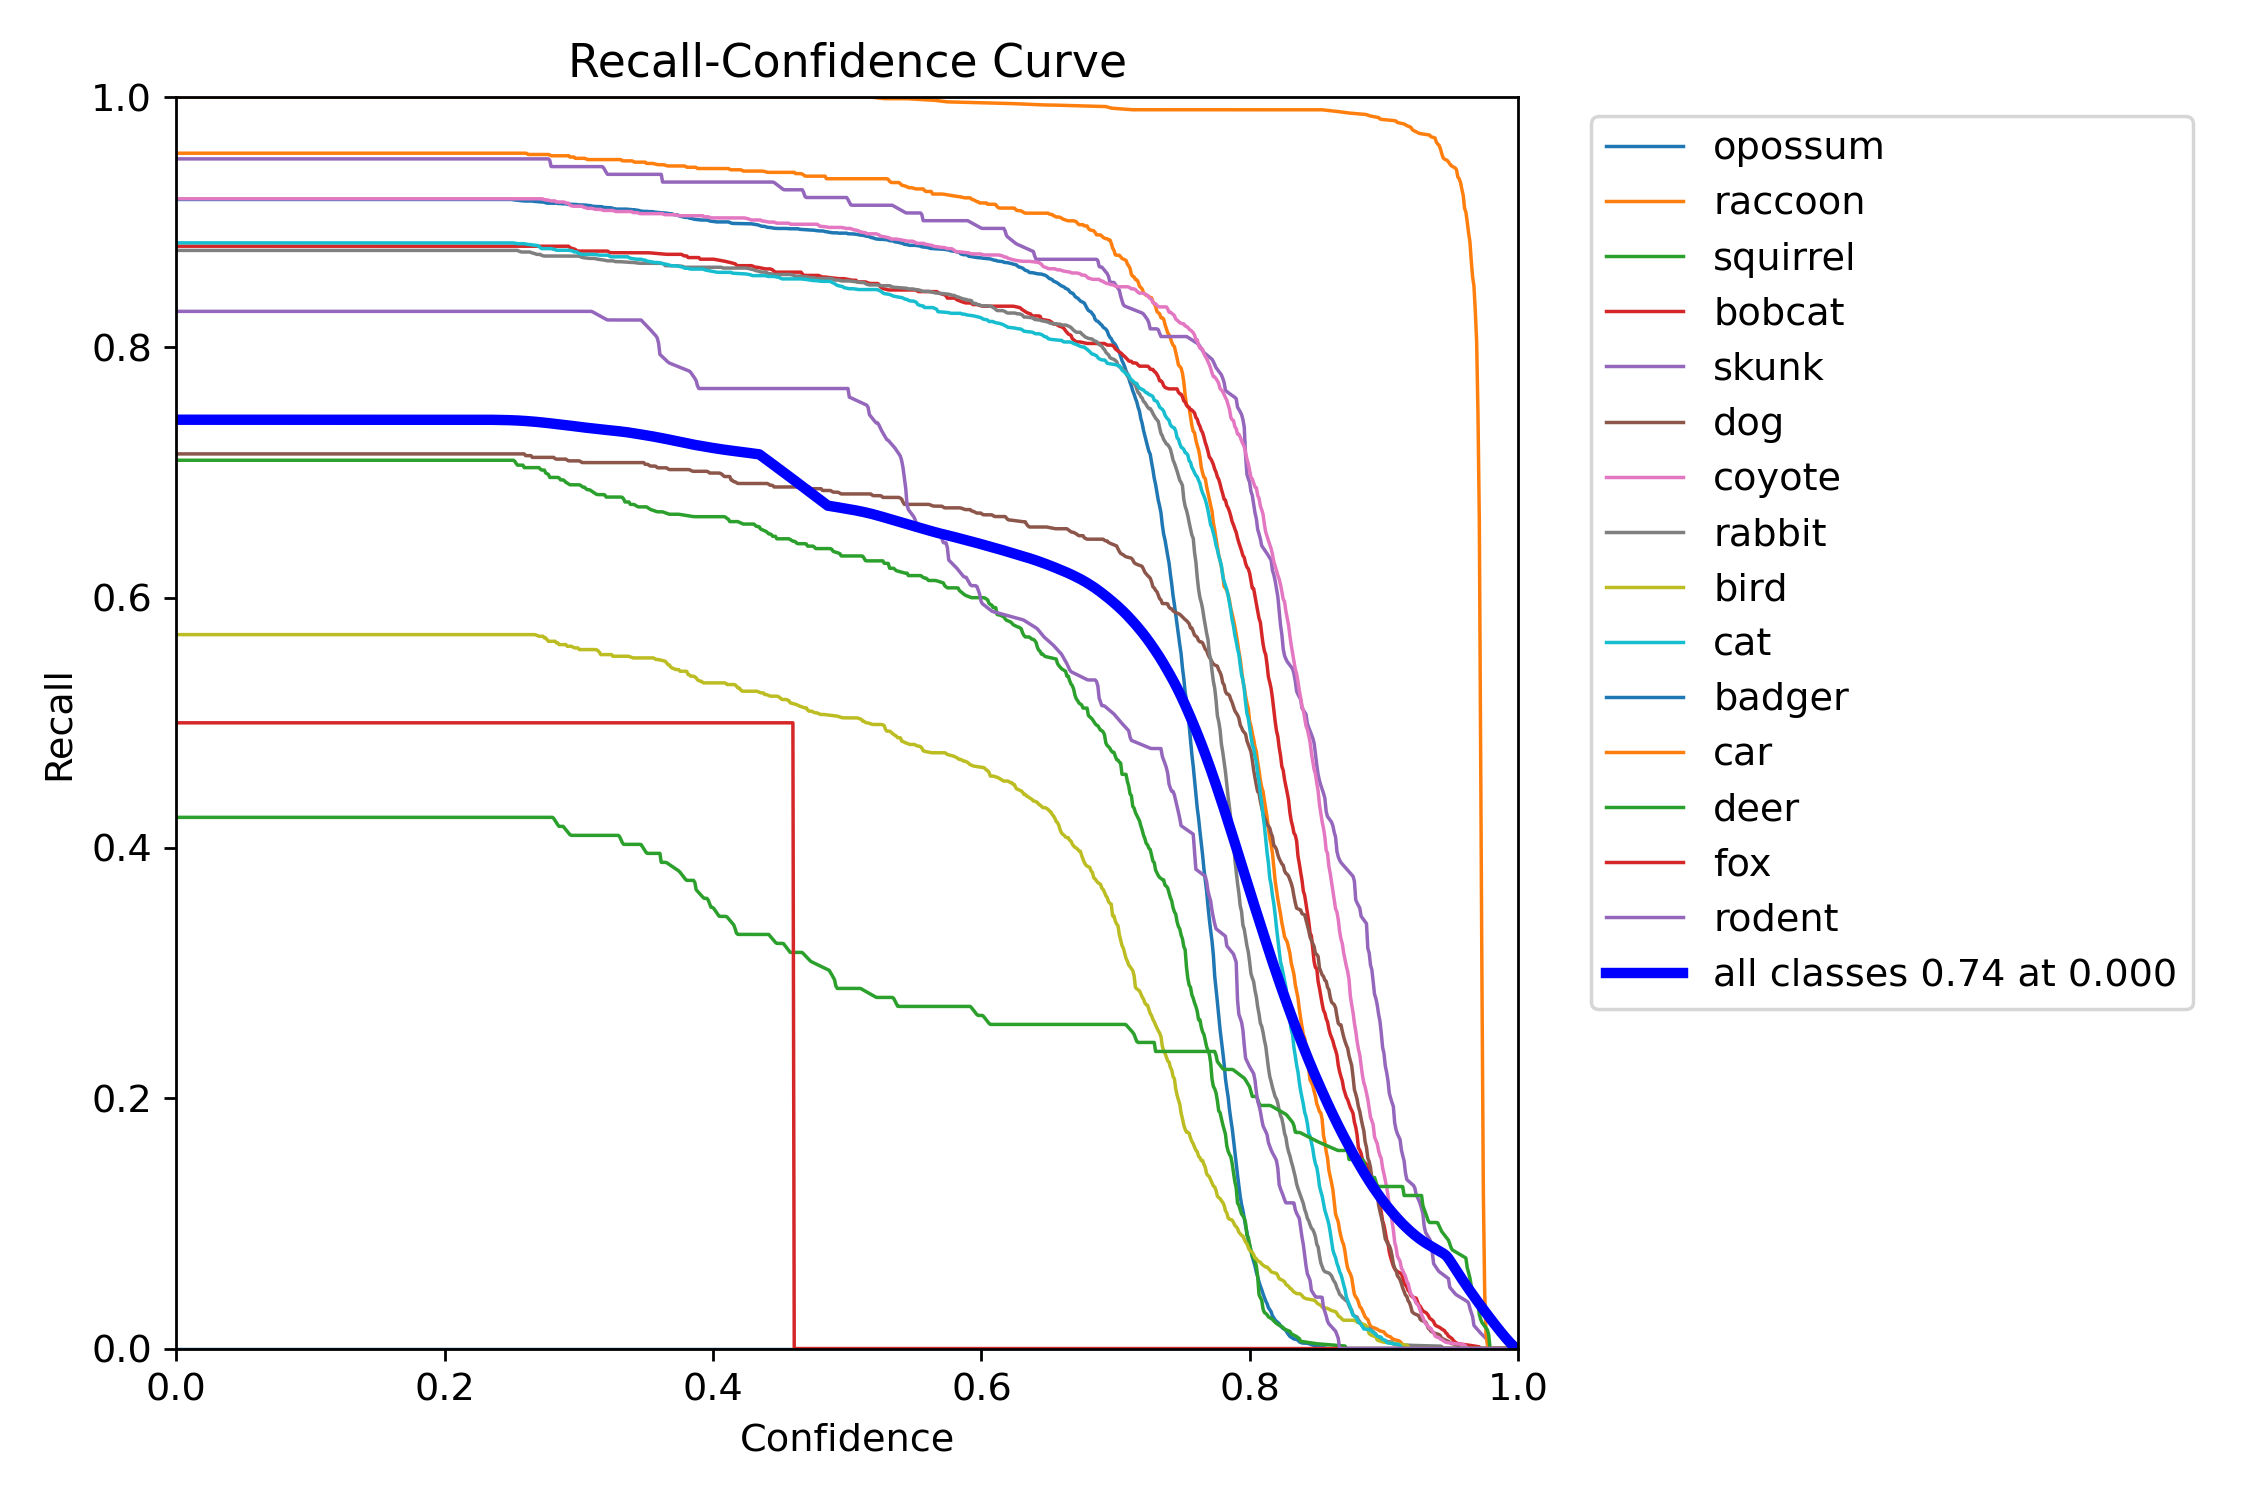 Recall-Confidence Curve
1.0
0.8
0.6
0.4
0.2
0.0
Recall
0.0 0.2 0.4 0.6 0.8 1.0
Confidence
opossum
raccoon
squirrel
bobcat
skunk
dog
coyote
rabbit
bird
cat
badger
car
deer
fox
rodent
all classes 0.74 at 0.000